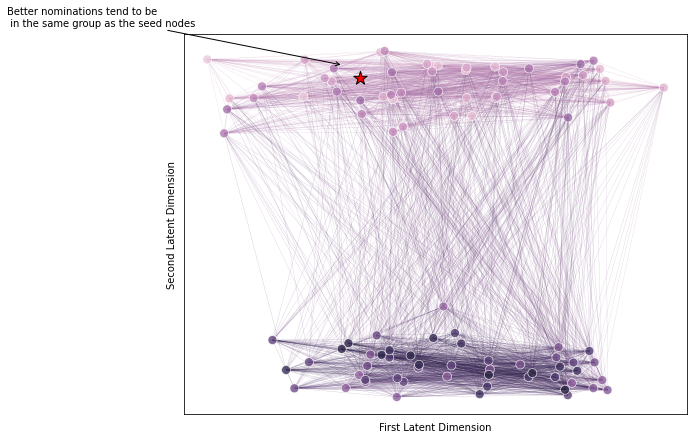 Better nominations tend to be
in the same group as the seed nodes
Second Latent Dimension
First Latent Dimension